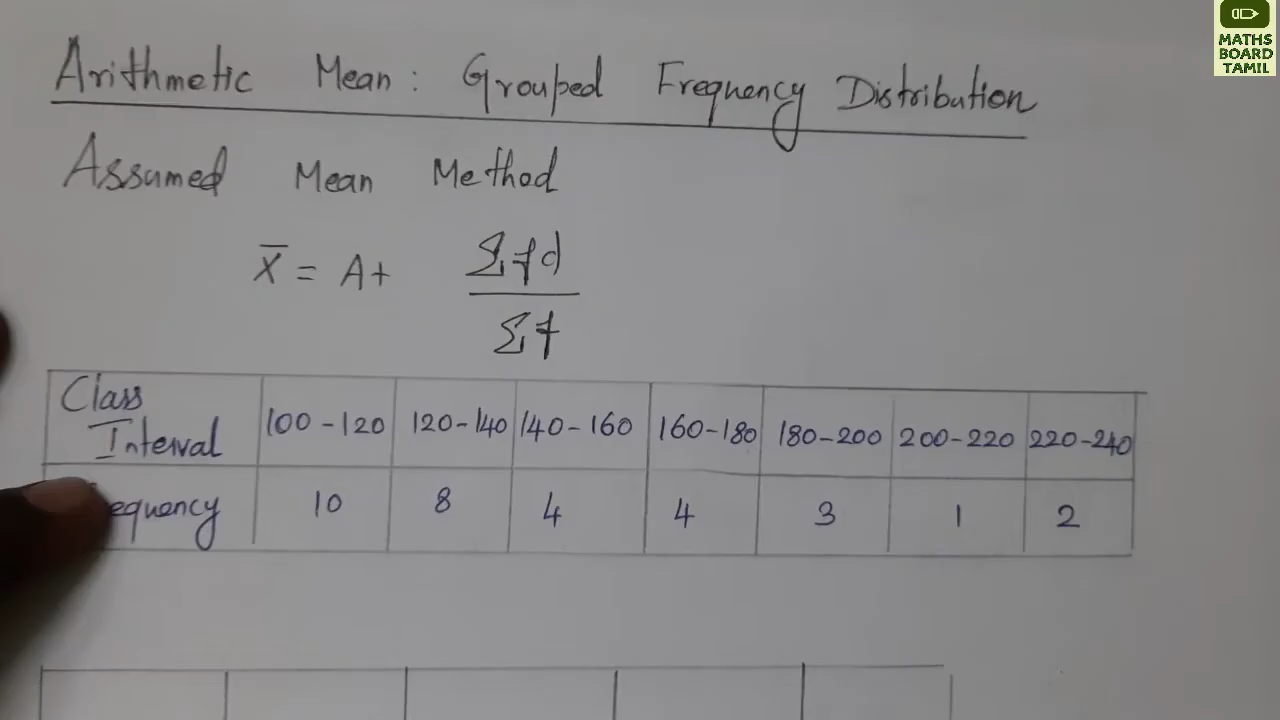 MATHS
BOARD
TAMIL
Arithmetic Mean: Grouped Frequency Distribution
Assumed Mean Method
X̄ = A+ Σfd / Σf
Class Interval 100-120 120-140 140-160 160-180 180-200 200-220 220-240
equency 10 8 4 4 3 1 2